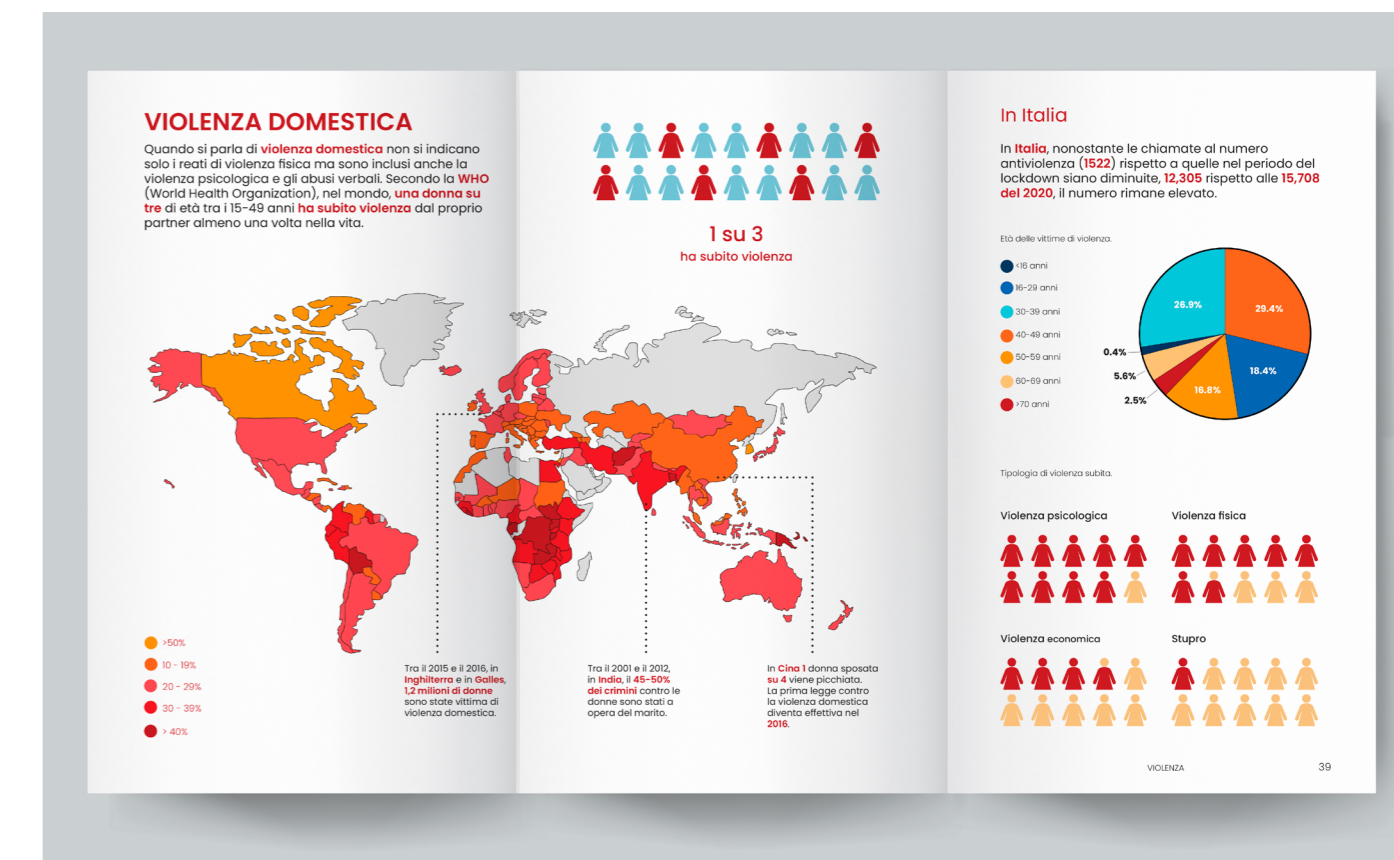 VIOLENZA DOMESTICA
Quando si parla di violenza domestica non si indicano
solo i reati di violenza fisica ma sono inclusi anche la
violenza psicologica e gli abusi verbali. Secondo la WHO
(World Health Organization), nel mondo, una donna su
tre di età tra i 15-49 anni ha subito violenza dal proprio
partner almeno una volta nella vita.
1 su 3
ha subito violenza
>50%
10 - 19%
20 - 29%
30 - 39%
> 40%
Tra il 2015 e il 2016, in
Inghilterra e in Galles,
1,2 milioni di donne
sono state vittima di
violenza domestica.
Tra il 2001 e il 2012,
in India, il 45-50%
dei crimini contro le
donne sono stati a
opera del marito.
In Cina 1 donna sposata
su 4 viene picchiata.
La prima legge contro
la violenza domestica
diventa effettiva nel
2016.
In Italia
In Italia, nonostante le chiamate al numero
antiviolenza (1522) rispetto a quelle nel periodo del
lockdown siano diminuite, 12,305 rispetto alle 15,708
del 2020, il numero rimane elevato.
Età delle vittime di violenza.
<16 anni
16-29 anni
30-39 anni
40-49 anni
50-59 anni
60-69 anni
>70 anni
26.9%
29.4%
0.4%
5.6%
2.5%
16.8%
18.4%
Tipologia di violenza subita.
Violenza psicologica
Violenza fisica
Violenza economica
Stupro
VIOLENZA
39